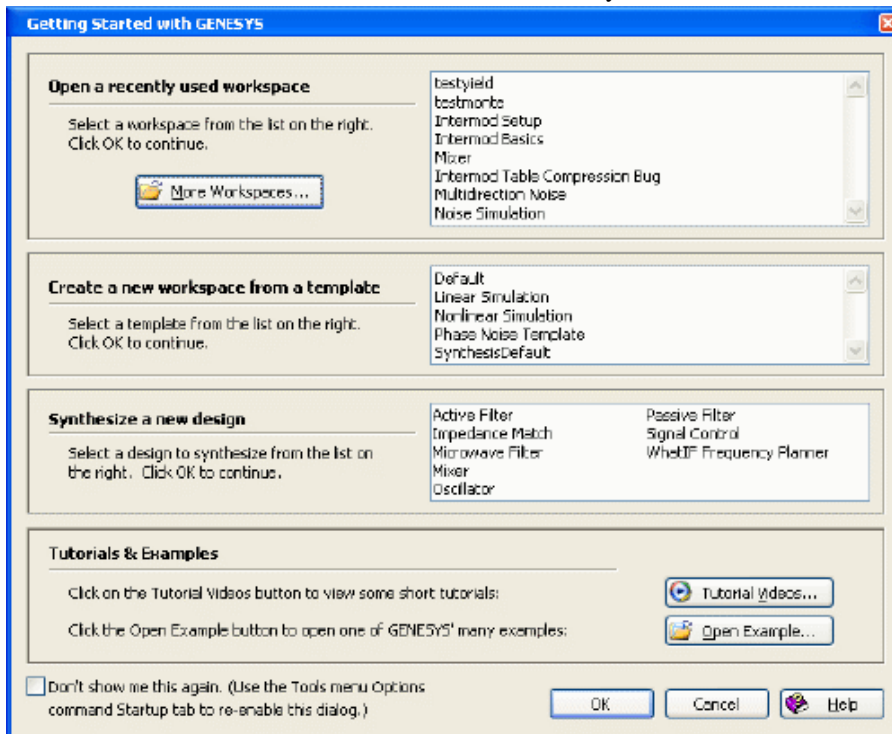 Getting Started with GENESYS
Open a recently used workspace
Select a workspace from the list on the right.
Click OK to continue.
More Workspaces...
testyield
testmonte
Intermod Setup
Intermod Basics
Mixer
Intermod Table Compression Bug
Multidirection Noise
Noise Simulation
Create a new workspace from a template
Select a template from the list on the right.
Click OK to continue.
Default
Linear Simulation
Nonlinear Simulation
Phase Noise Template
SynthesisDefault
Synthesize a new design
Select a design to synthesize from the list on
the right. Click OK to continue.
Active Filter
Impedance Match
Microwave Filter
Mixer
Oscillator
Passive Filter
Signal Control
WhatIF Frequency Planner
Tutorials & Examples
Click on the Tutorial Videos button to view some short tutorials:
Tutorial Videos...
Click the Open Example button to open one of GENESYS' many examples:
Open Example...
Don't show me this again. (Use the Tools menu Options
command Startup tab to re-enable this dialog.)
OK
Cancel
Help